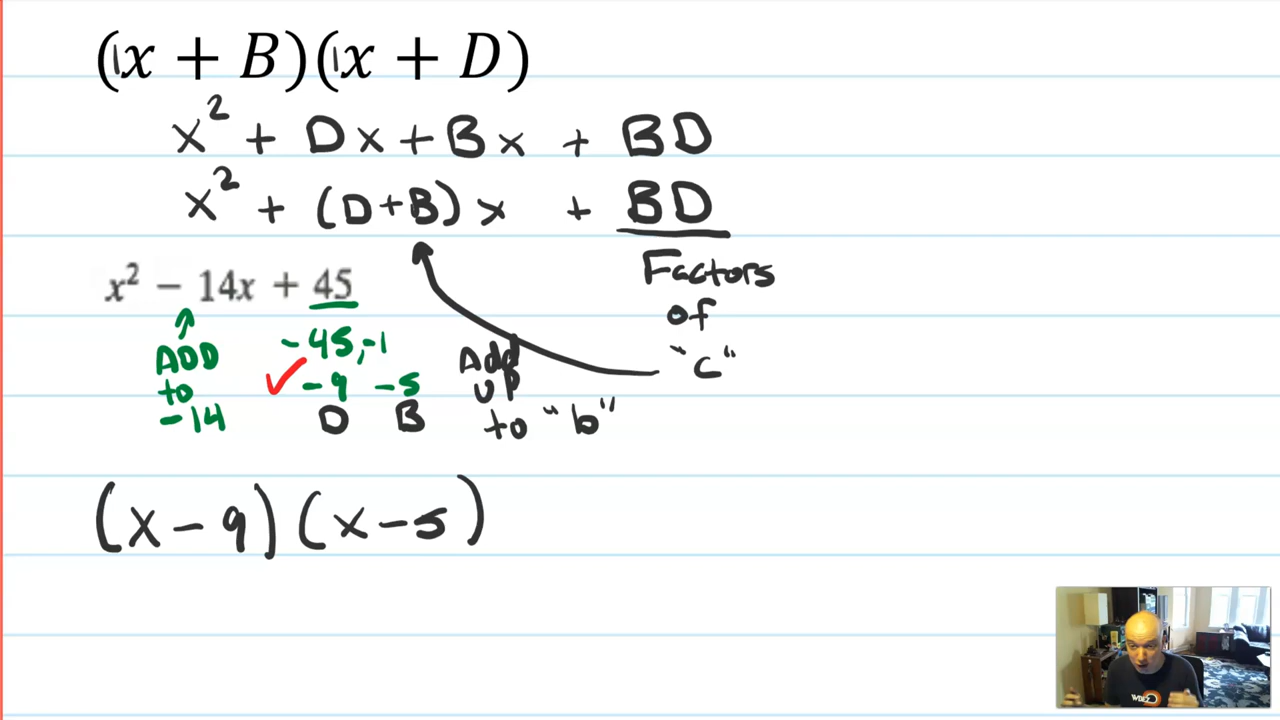 (1x + B)(1x + D)
x² + Dx + Bx + BD
x² + (D+B)x + BD
Factors
of
"c"
Add
up
to "b"
x² − 14x + 45
ADD
to
-14
-45, -1
✓ -9 -5
D B
(x - 9)(x - 5)